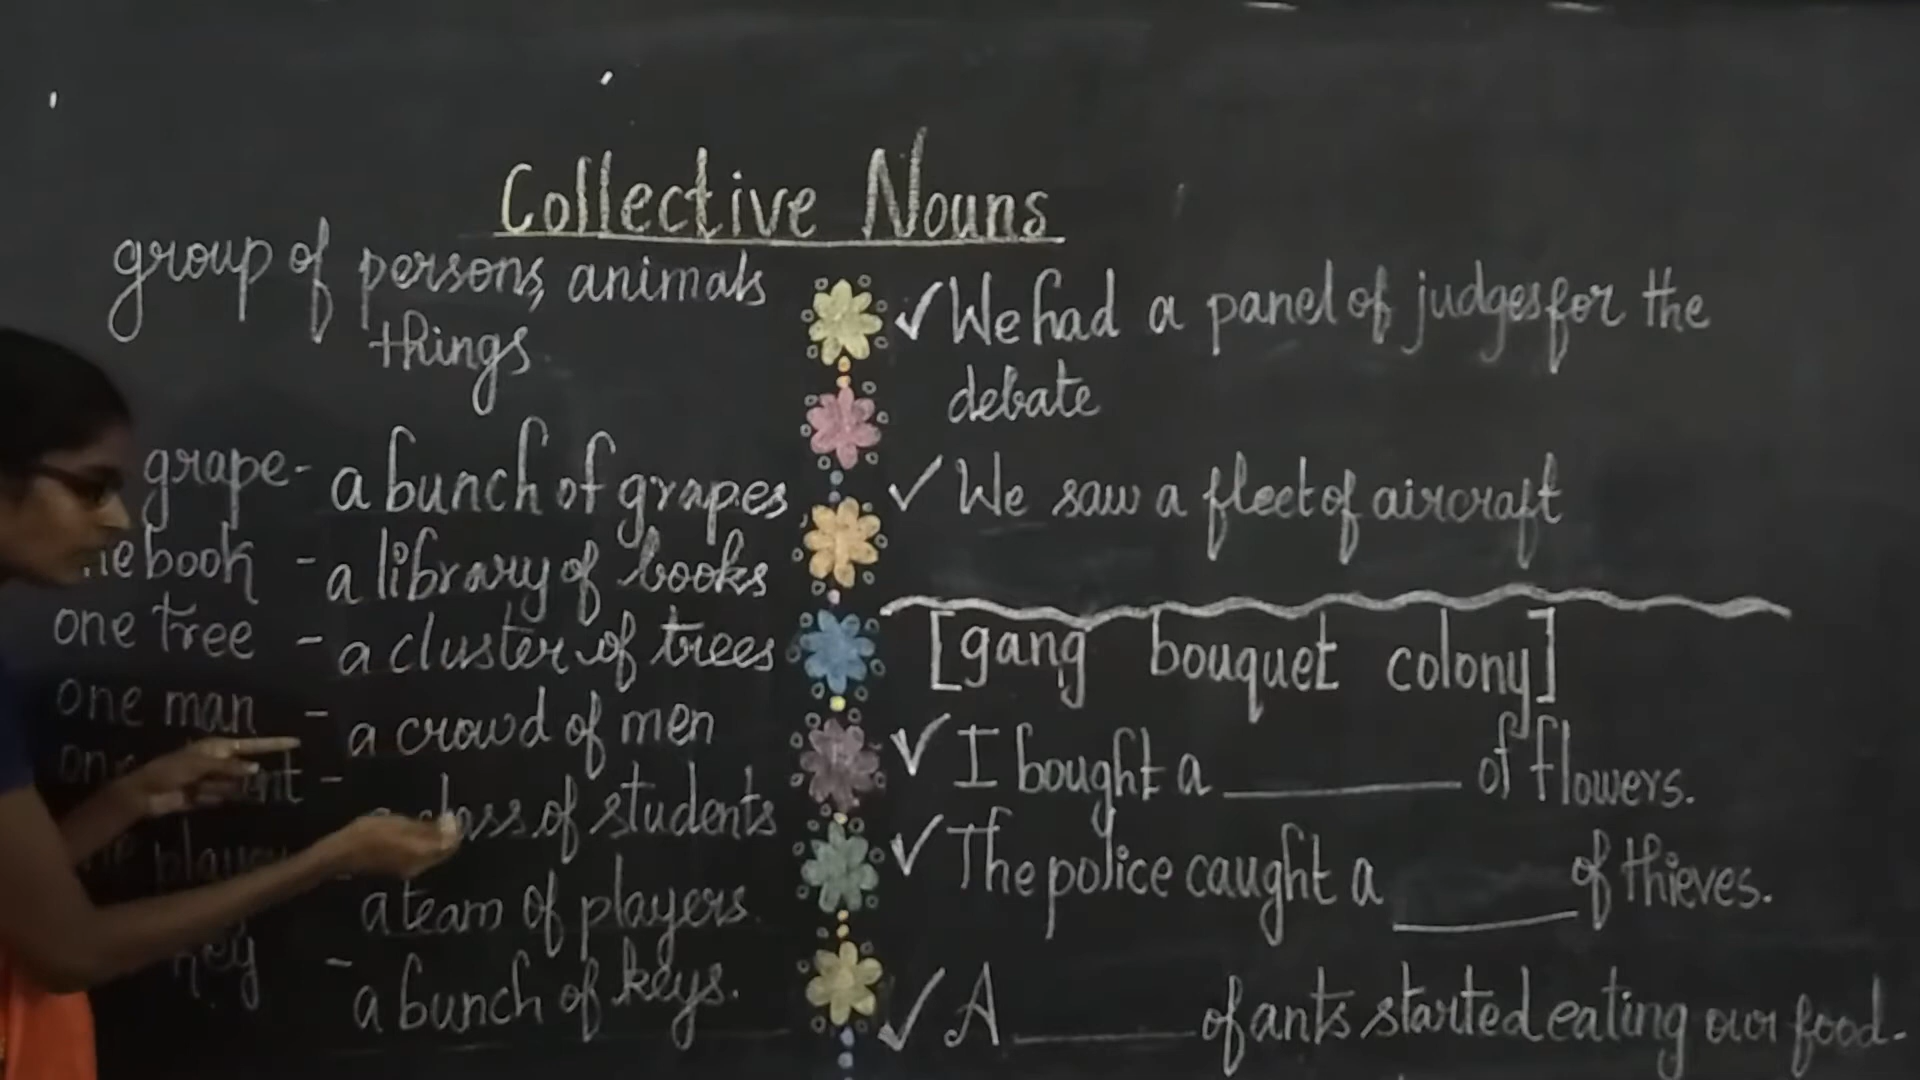 Collective Nouns
group of persons, animals
things
grape - a bunch of grapes
book - a library of books
one tree - a cluster of trees
one man - a crowd of men
- class of students
a team of players.
key - a bunch of keys.
✓ We had a panel of judges for the
debate
✓ We saw a fleet of aircraft
[gang bouquet colony]
✓ I bought a ________ of flowers.
✓ The police caught a ______ of thieves.
✓ A ______ of ants started eating our food.